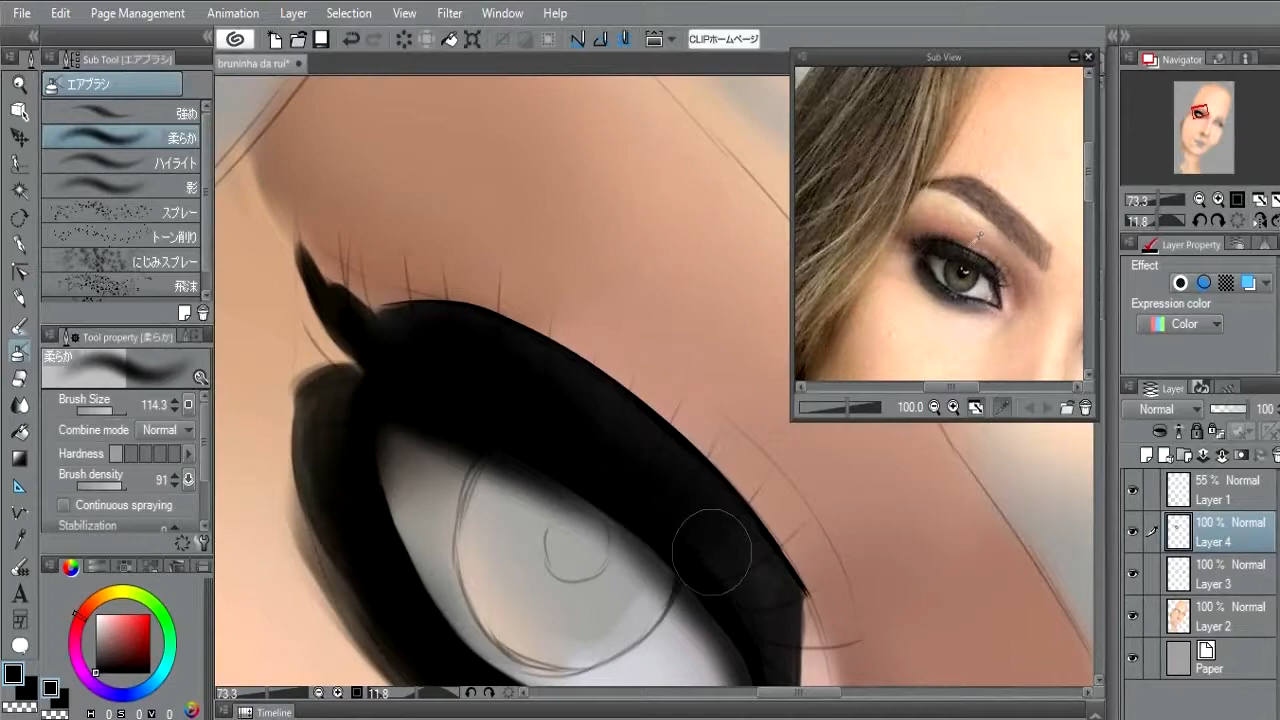 File Edit Page Management Animation Layer Selection View Filter Window Help
Sub Tool [エアブラシ]
エアブラシ
強め
柔らか
ハイライト
影
スプレー
トーン削り
にじみスプレー
飛沫
Tool property [柔らか]
柔らか
Brush Size 114.3
Combine mode Normal
Hardness
Brush density 91
Continuous spraying
Stabilization
H 0 S 0 V 0
CLIPホームページ
bruninha da rui*
Sub View
100.0
73.3 11.8
Timeline
Navigator
73.3
11.8
Layer Property
Effect
Expression color
Color
Layer
Normal 100
55 % Normal
Layer 1
100 % Normal
Layer 4
100 % Normal
Layer 3
100 % Normal
Layer 2
Paper